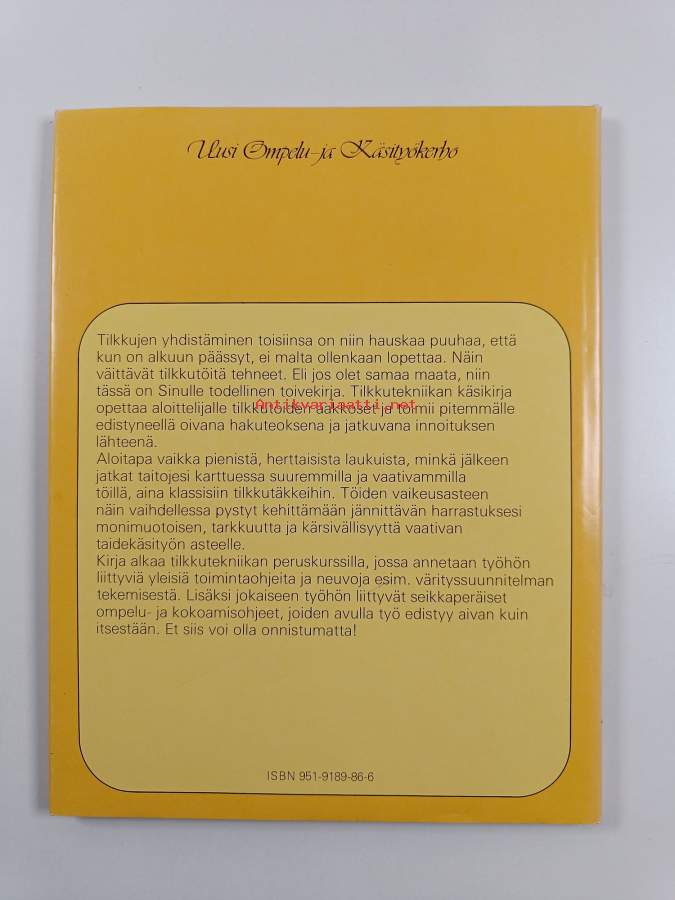 Uusi Ompelu- ja Käsityökerho
Tilkkujen yhdistäminen toisiinsa on niin hauskaa puuhaa, että
kun on alkuun päässyt, ei malta ollenkaan lopettaa. Näin
väittävät tilkkutöitä tehneet. Eli jos olet samaa maata, niin
tässä on Sinulle todellinen toivekirja. Tilkkutekniikan käsikirja
opettaa aloittelijalle tilkkutöiden sakkoset ja toimii pitemmälle
Antikvariaatti.net
edistyneellä oivana hakuteoksena ja jatkuvana innoituksen
lähteenä.
Aloitapa vaikka pienistä, herttaisista laukuista, minkä jälkeen
jatkat taitojesi karttuessa suuremmilla ja vaativammilla
töillä, aina klassisiin tilkkutäkkeihin. Töiden vaikeusasteen
näin vaihdellessa pystyt kehittämään jännittävän harrastuksesi
monimuotoisen, tarkkuutta ja kärsivällisyyttä vaativan
taidekäsityön asteelle.
Kirja alkaa tilkkutekniikan peruskurssilla, jossa annetaan työhön
liittyviä yleisiä toimintaohjeita ja neuvoja esim. värityssuunnitelman
tekemisestä. Lisäksi jokaiseen työhön liittyvät seikkaperäiset
ompelu- ja kokoamisohjeet, joiden avulla työ edistyy aivan kuin
itsestään. Et siis voi olla onnistumatta!
ISBN 951-9189-86-6